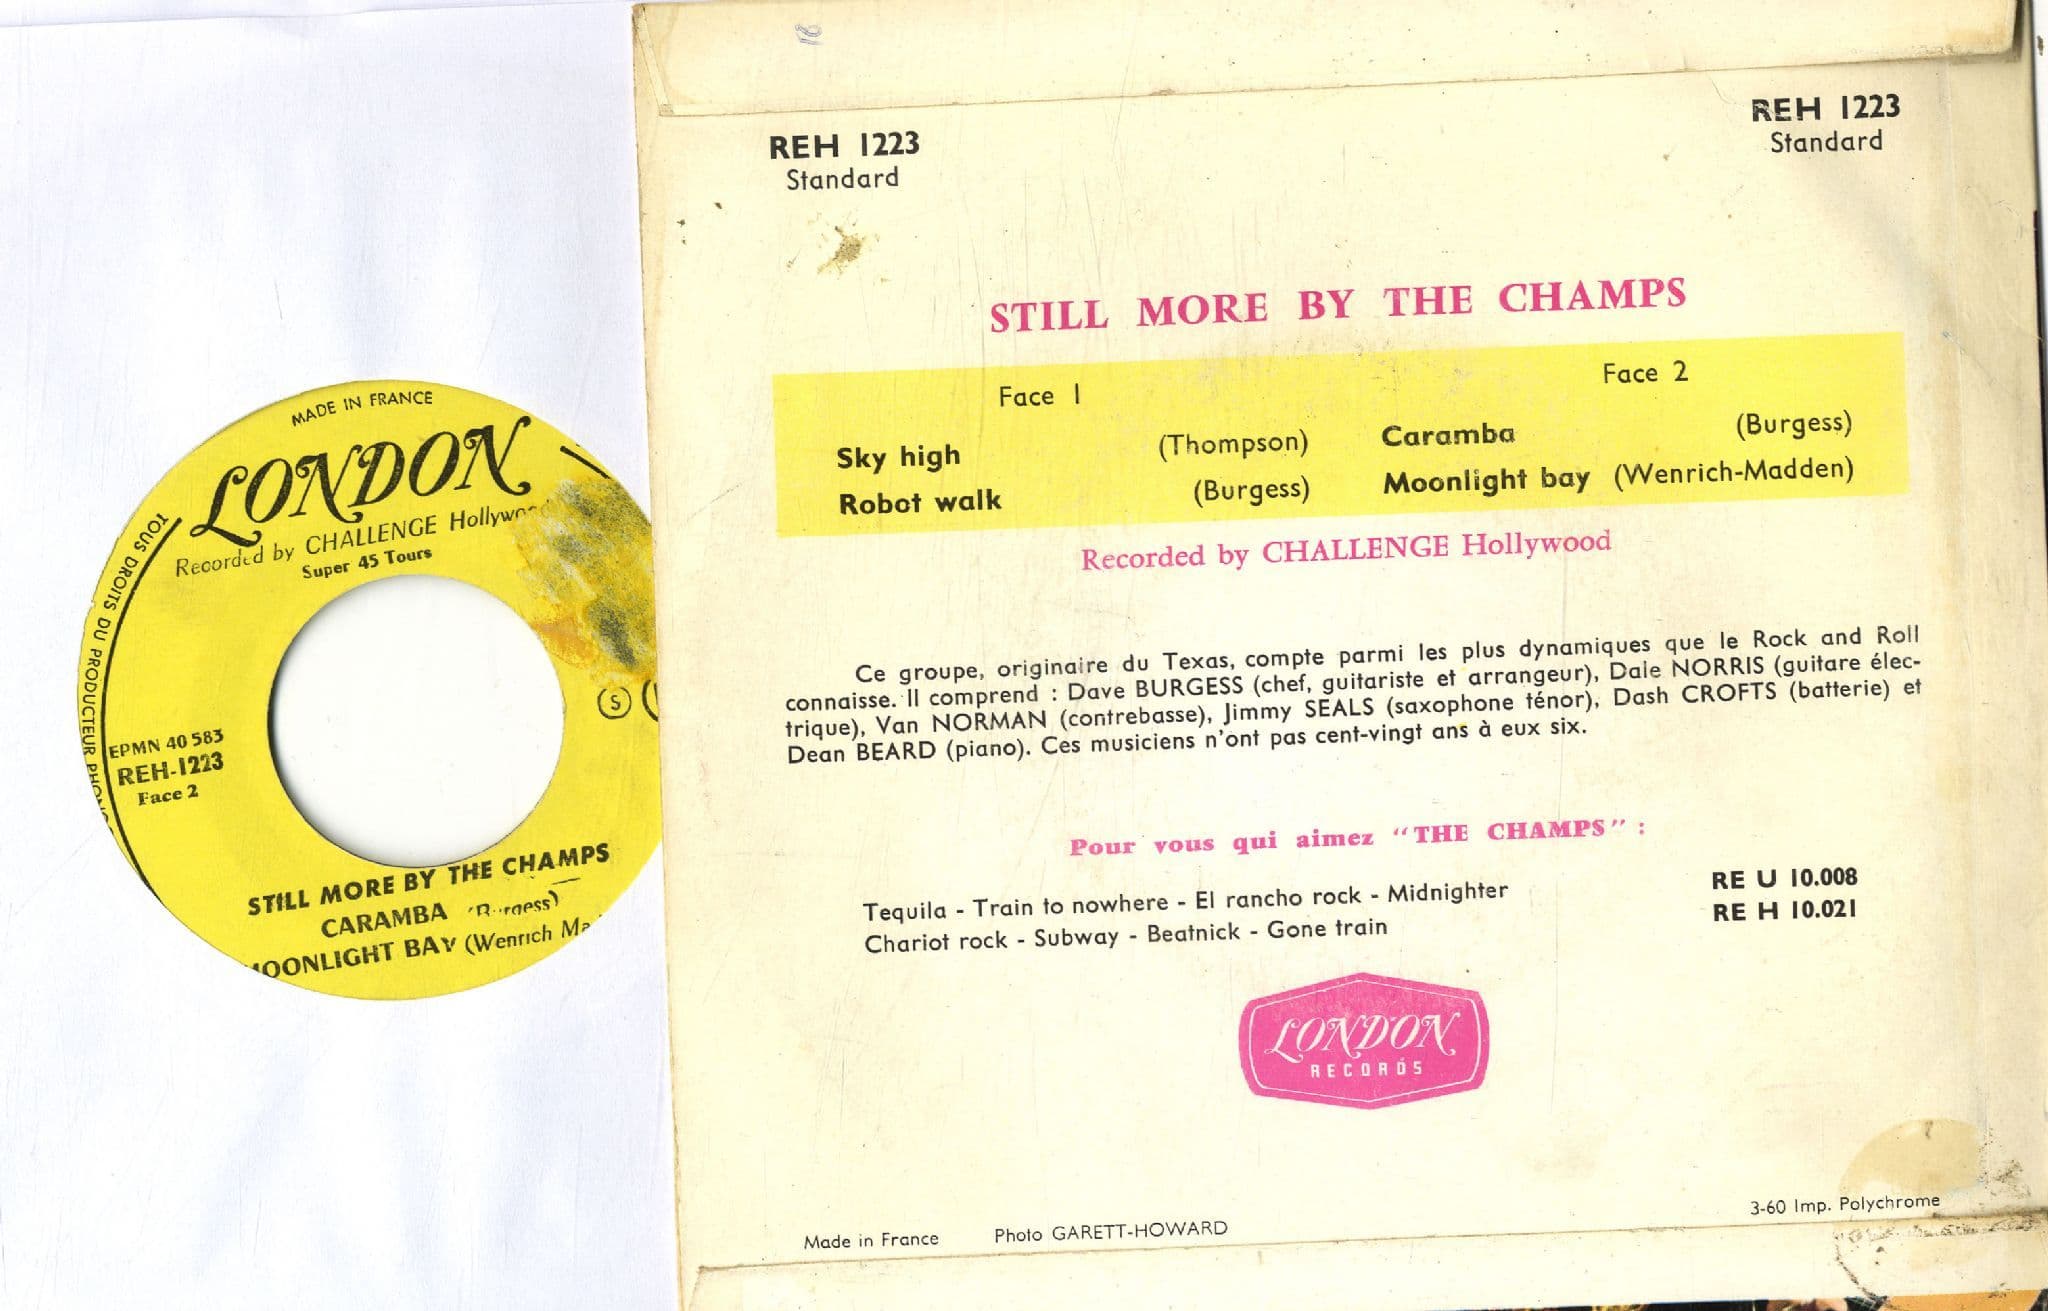 MADE IN FRANCE
LONDON
Recorded by CHALLENGE Hollywood
Super 45 Tours
TOUS DROITS DU PRODUCTEUR
S
EPMN 40 583
REH-1223
Face 2
STILL MORE BY THE CHAMPS
CARAMBA (Burgess)
MOONLIGHT BAY (Wenrich
REH 1223
Standard
REH 1223
Standard
STILL MORE BY THE CHAMPS
Face 1
Sky high (Thompson)
Robot walk (Burgess)
Face 2
Caramba (Burgess)
Moonlight bay (Wenrich-Madden)
Recorded by CHALLENGE Hollywood
Ce groupe, originaire du Texas, compte parmi les plus dynamiques que le Rock and Roll
connaisse. Il comprend : Dave BURGESS (chef, guitariste et arrangeur), Dale NORRIS (guitare élec-
trique), Van NORMAN (contrebasse), Jimmy SEALS (saxophone ténor), Dash CROFTS (batterie) et
Dean BEARD (piano). Ces musiciens n'ont pas cent-vingt ans à eux six.
Pour vous qui aimez "THE CHAMPS" :
Tequila - Train to nowhere - El rancho rock - Midnighter RE U 10.008
Chariot rock - Subway - Beatnick - Gone train RE H 10.021
LONDON
RECORDS
Made in France Photo GARETT-HOWARD
3-60 Imp. Polychrome